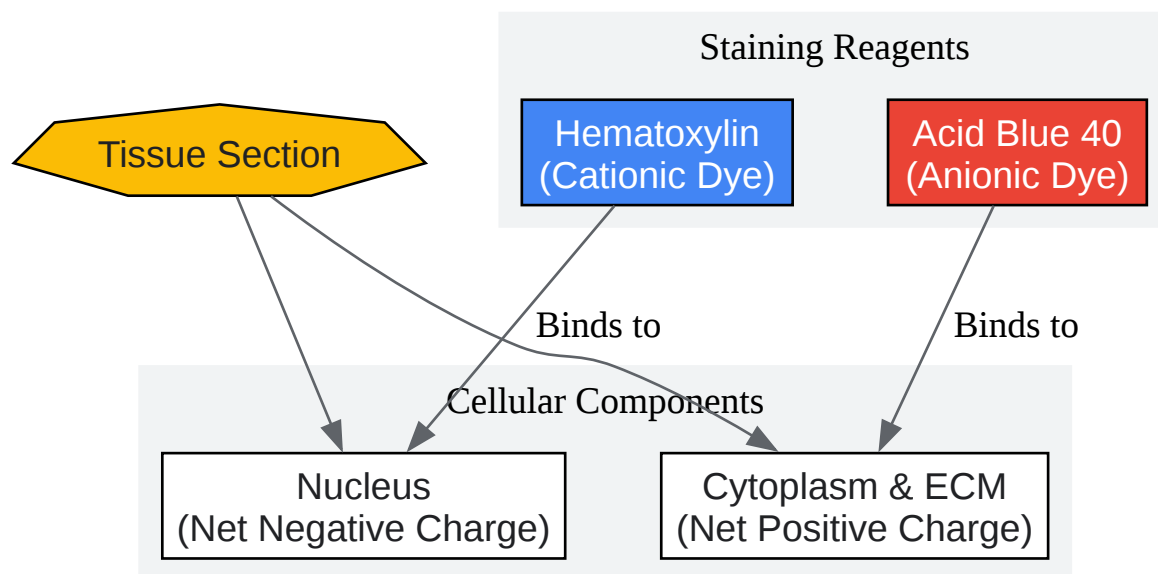 Staining Reagents
Tissue Section
Hematoxylin
(Cationic Dye)
Acid Blue 40
(Anionic Dye)
Binds to
Binds to
Cellular Components
Nucleus
(Net Negative Charge)
Cytoplasm & ECM
(Net Positive Charge)